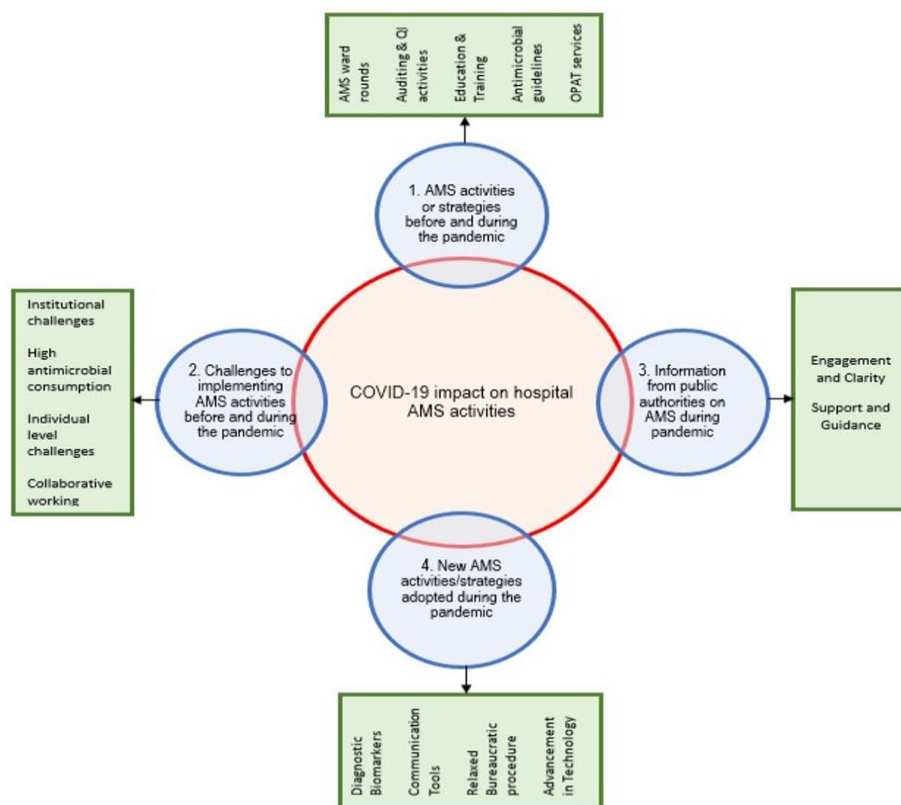 AMS ward
rounds
Auditing & QI
activities
Education &
Training
Antimicrobial
guidelines
OPAT services
1. AMS activities
or strategies
before and during
the pandemic
Institutional
challenges
High
antimicrobial
consumption
Individual
level challenges
Collaborative
working
2. Challenges to
implementing
AMS activities
before and during
the pandemic
COVID-19 impact on hospital
AMS activities
3. Information
from public
authorities on
AMS during
pandemic
Engagement
and Clarity
Support and
Guidance
4. New AMS
activities/strategies
adopted during the
pandemic
Diagnostic
Biomarkers
Communication
Tools
Relaxed
Bureaucratic
procedure
Advancement
in Technology